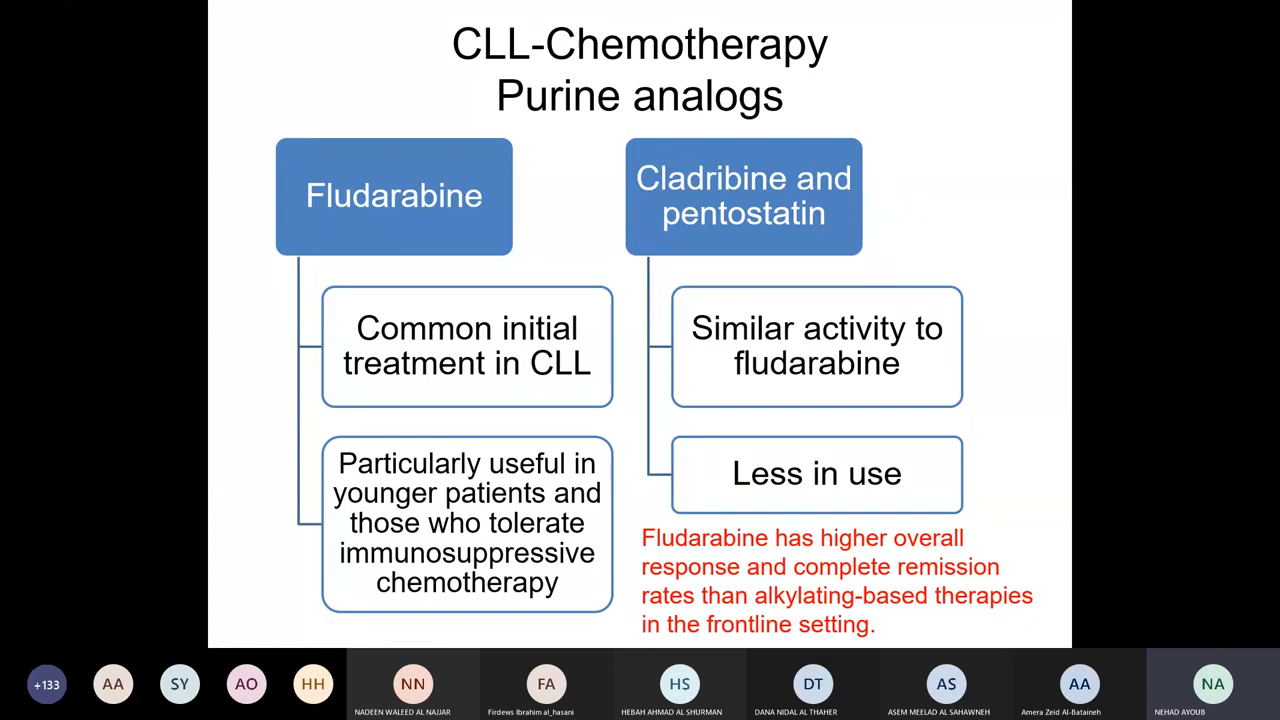 CLL-Chemotherapy
Purine analogs
Fludarabine
Common initial
treatment in CLL
Particularly useful in
younger patients and
those who tolerate
immunosuppressive
chemotherapy
Cladribine and
pentostatin
Similar activity to
fludarabine
Less in use
Fludarabine has higher overall
response and complete remission
rates than alkylating-based therapies
in the frontline setting.
+133
AA
SY
AO
HH
NN
NADEEN WALEED AL NAJJAR
FA
Firdews Ibrahim al_hasani
HS
HEBAH AHMAD AL SHURMAN
DT
DANA NIDAL AL THAHER
AS
ASEM MEELAD AL SAHAWNEH
AA
Amera Zeid Al-Bataineh
NA
NEHAD AYOUB